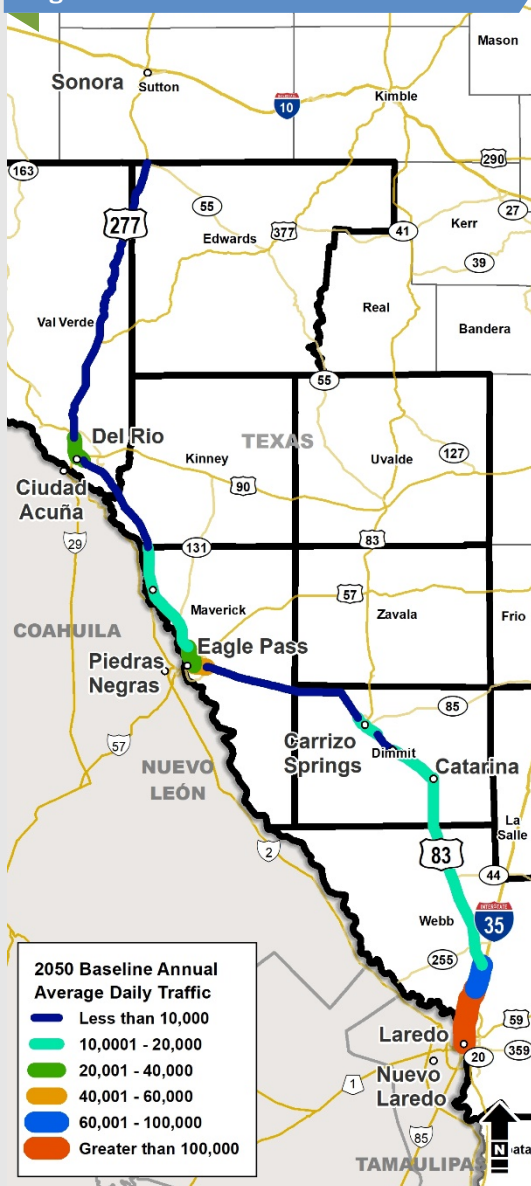 Mason
Sonora
Sutton
Kimble
INTERSTATE
10
290
163
277
55
27
377
41
Kerr
Edwards
39
Real
Val Verde
Bandera
55
Del Rio
TEXAS
127
Kinney
Uvalde
Ciudad
Acuña
90
83
29
131
57
Maverick
Zavala
Frio
COAHUILA
Eagle Pass
Piedras
Negras
85
Carrizo
Springs
Dimmit
57
Catarina
NUEVO
LEÓN
La
Salle
83
2
44
INTERSTATE
35
Webb
255
2050 Baseline Annual
Average Daily Traffic
Less than 10,000
10,0001 - 20,000
20,001 - 40,000
40,001 - 60,000
60,001 - 100,000
Greater than 100,000
59
Laredo
20
359
Nuevo
Laredo
1
85
N
TAMAULIPAS